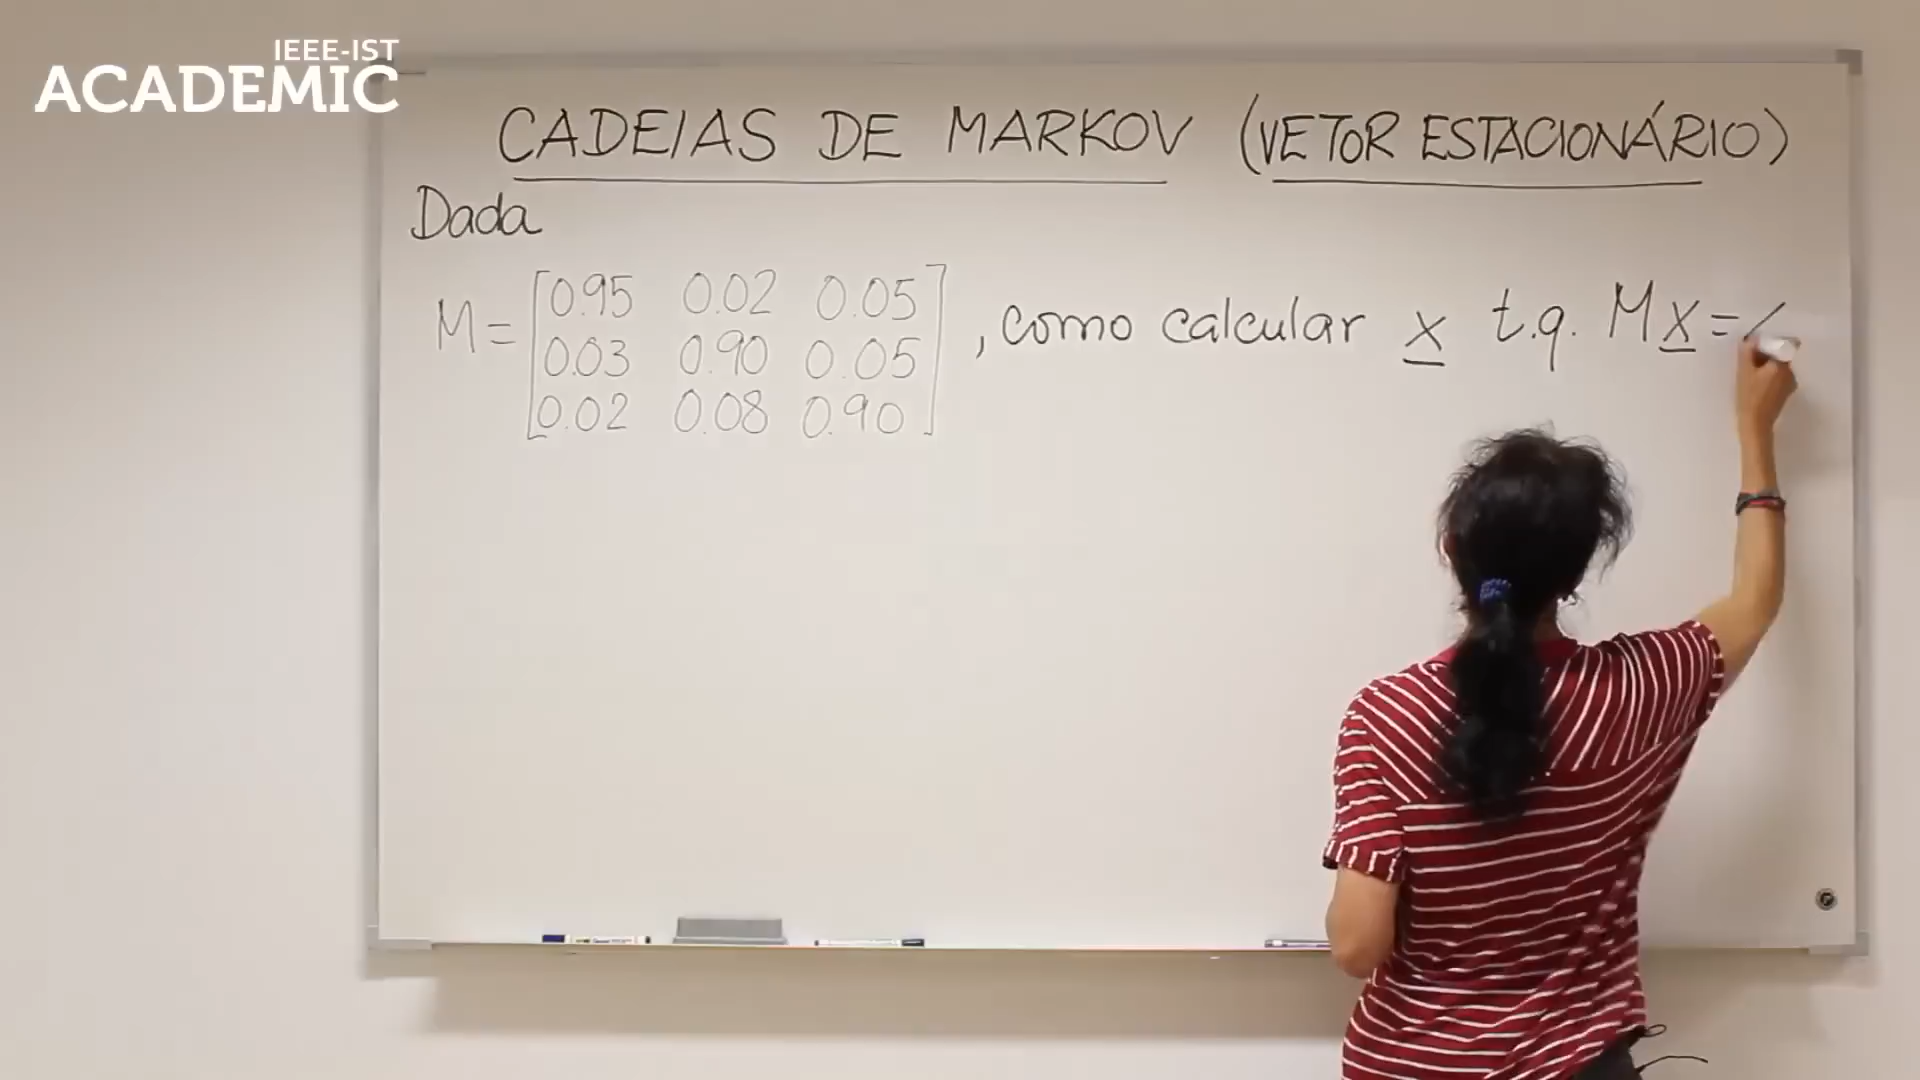 IEEE-IST
ACADEMIC
CADEIAS DE MARKOV (VETOR ESTACIONÁRIO)
Dada
M = [0.95 0.02 0.05
0.03 0.90 0.05
0.02 0.08 0.90] , como calcular x t.q. Mx =